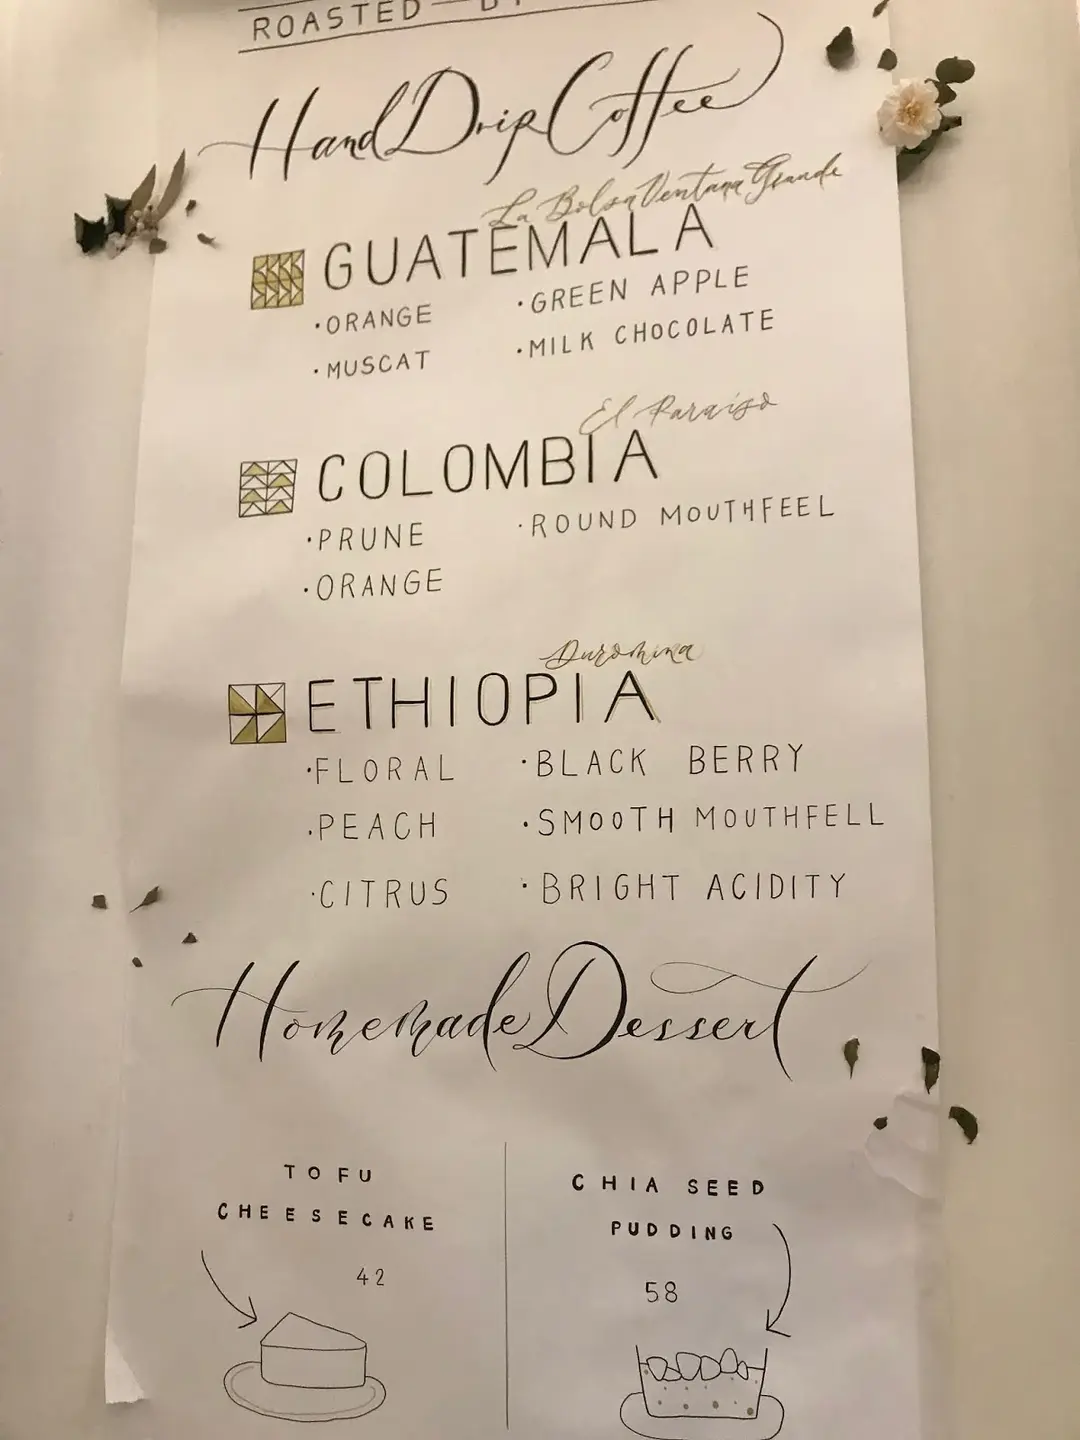 ROASTED BY
Hand Drip Coffee
La Bolsa Ventana Grande
GUATEMALA
·ORANGE ·GREEN APPLE
·MUSCAT ·MILK CHOCOLATE
El Paraiso
COLOMBIA
·PRUNE ·ROUND MOUTHFEEL
·ORANGE
Duromina
ETHIOPIA
·FLORAL ·BLACK BERRY
·PEACH ·SMOOTH MOUTHFELL
·CITRUS ·BRIGHT ACIDITY
Homemade Dessert
TOFU
CHEESECAKE
42
CHIA SEED
PUDDING
58